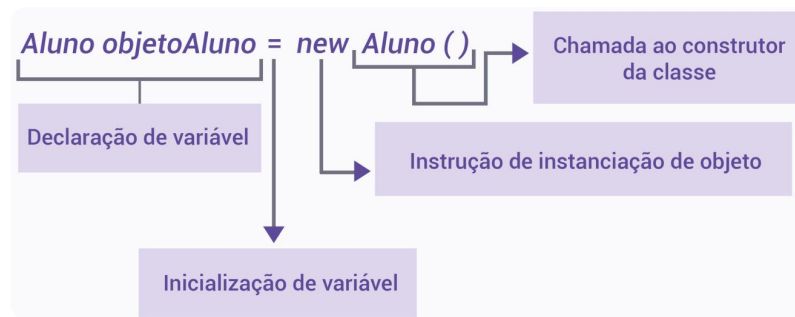 Aluno objetoAluno = new Aluno ( )
Chamada ao construtor
da classe
Declaração de variável
Instrução de instanciação de objeto
Inicialização de variável